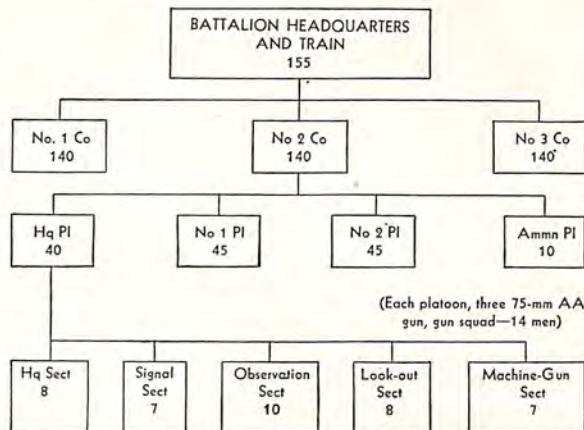 BATTALION HEADQUARTERS
AND TRAIN
155
No. 1 Co
140
No 2 Co
140
No 3 Co
140
Hq Pl
40
No 1 Pl
45
No 2 Pl
45
Ammn Pl
10
(Each platoon, three 75-mm AA
gun, gun squad—14 men)
Hq Sect
8
Signal
Sect
7
Observation
Sect
10
Look-out
Sect
8
Machine-Gun
Sect
7